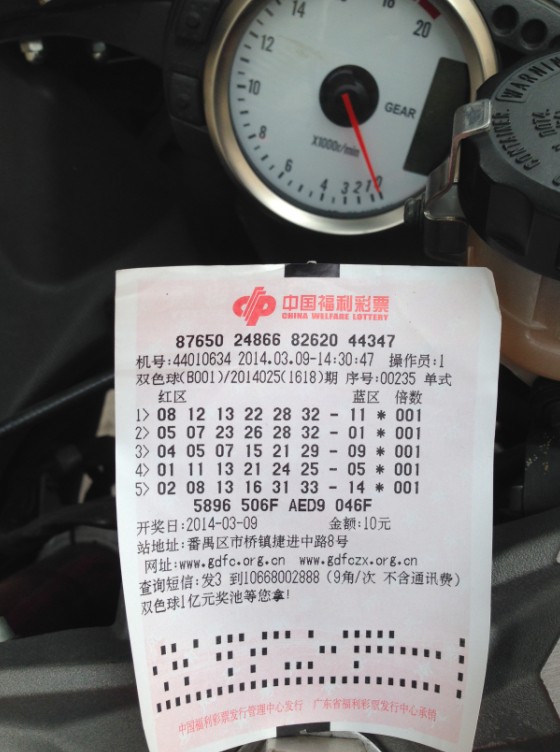 14
16
18
20
12
10
8
6
4
3
2
1
0
GEAR
X1000r/min
WARNING
中国福利彩票
CHINA WELFARE LOTTERY
87650 24866 82620 44347
机号:44010634 2014.03.09-14:30:47 操作员:1
双色球(B001)/2014025(1618)期 序号:00235 单式
红区 蓝区 倍数
1> 08 12 13 22 28 32 - 11 * 001
2> 05 07 23 26 28 32 - 01 * 001
3> 04 05 07 15 21 29 - 09 * 001
4> 01 11 13 21 24 25 - 05 * 001
5> 02 08 13 16 31 33 - 14 * 001
5896 506F AED9 046F
开奖日:2014-03-09 金额:10元
站地址:番禺区市桥镇捷进中路8号
网址:www.gdfc.org.cn www.gdfczx.org.cn
查询短信:发3 到10668002888 (9角/次 不含通讯费)
双色球1亿元奖池等您拿!
中国福利彩票发行管理中心发行 广东省福利彩票发行中心承销